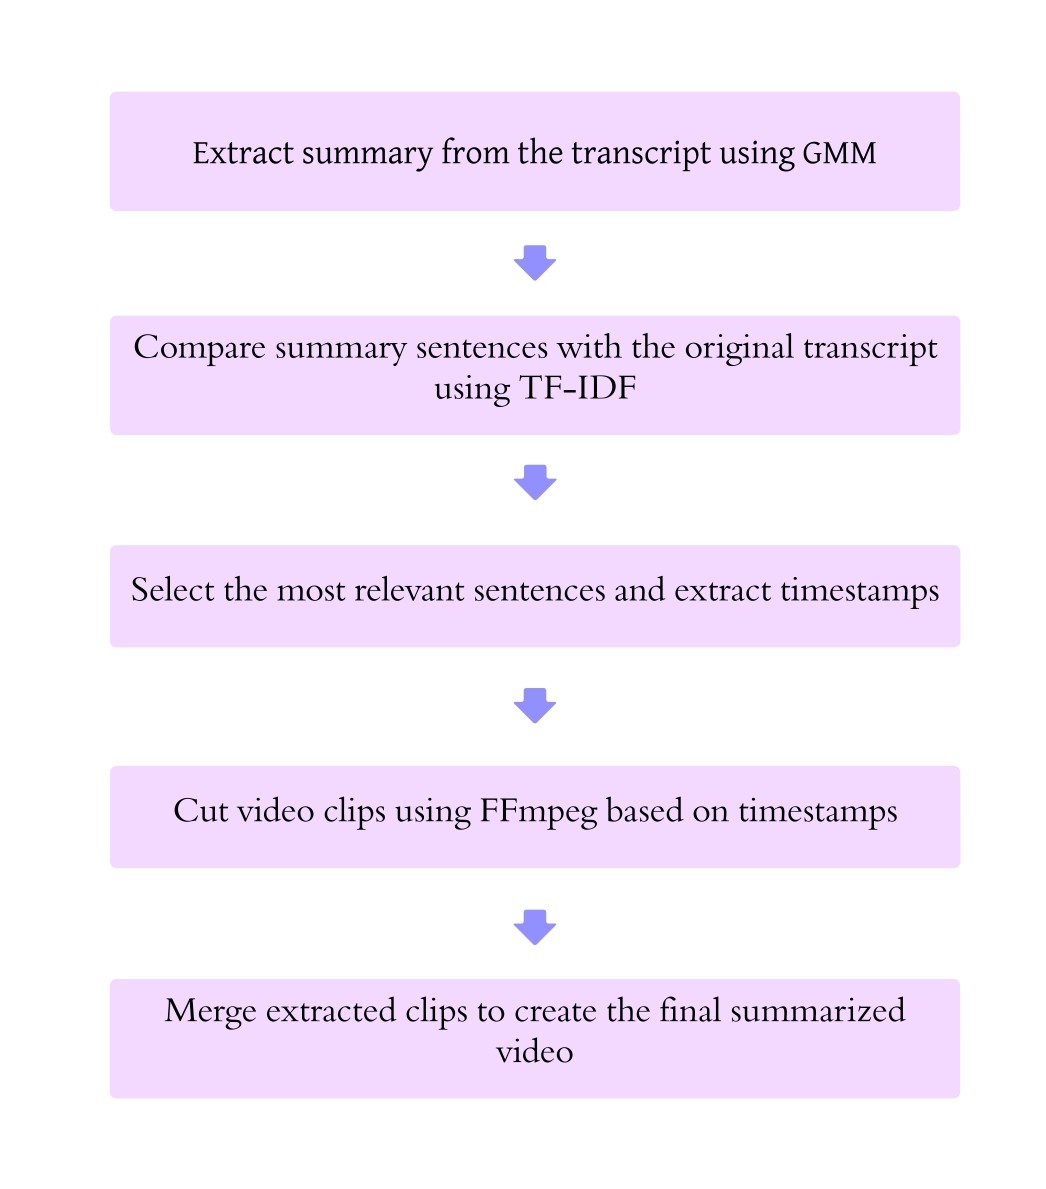 Extract summary from the transcript using GMM
Compare summary sentences with the original transcript
using TF-IDF
Select the most relevant sentences and extract timestamps
Cut video clips using FFmpeg based on timestamps
Merge extracted clips to create the final summarized
video